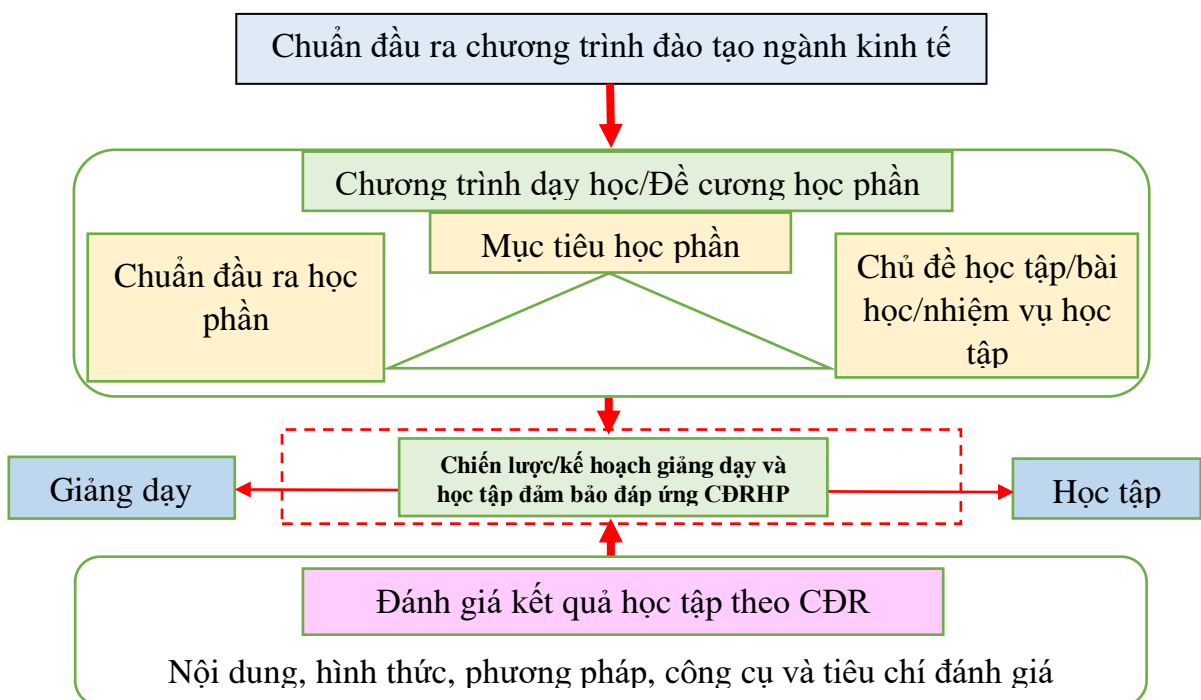 Chuẩn đầu ra chương trình đào tạo ngành kinh tế
Chương trình dạy học/Đề cương học phần
Mục tiêu học phần
Chuẩn đầu ra học
phần
Chủ đề học tập/bài
học/nhiệm vụ học
tập
Giảng dạy
Chiến lược/kế hoạch giảng dạy và
học tập đảm bảo đáp ứng CĐRHP
Học tập
Đánh giá kết quả học tập theo CĐR
Nội dung, hình thức, phương pháp, công cụ và tiêu chí đánh giá